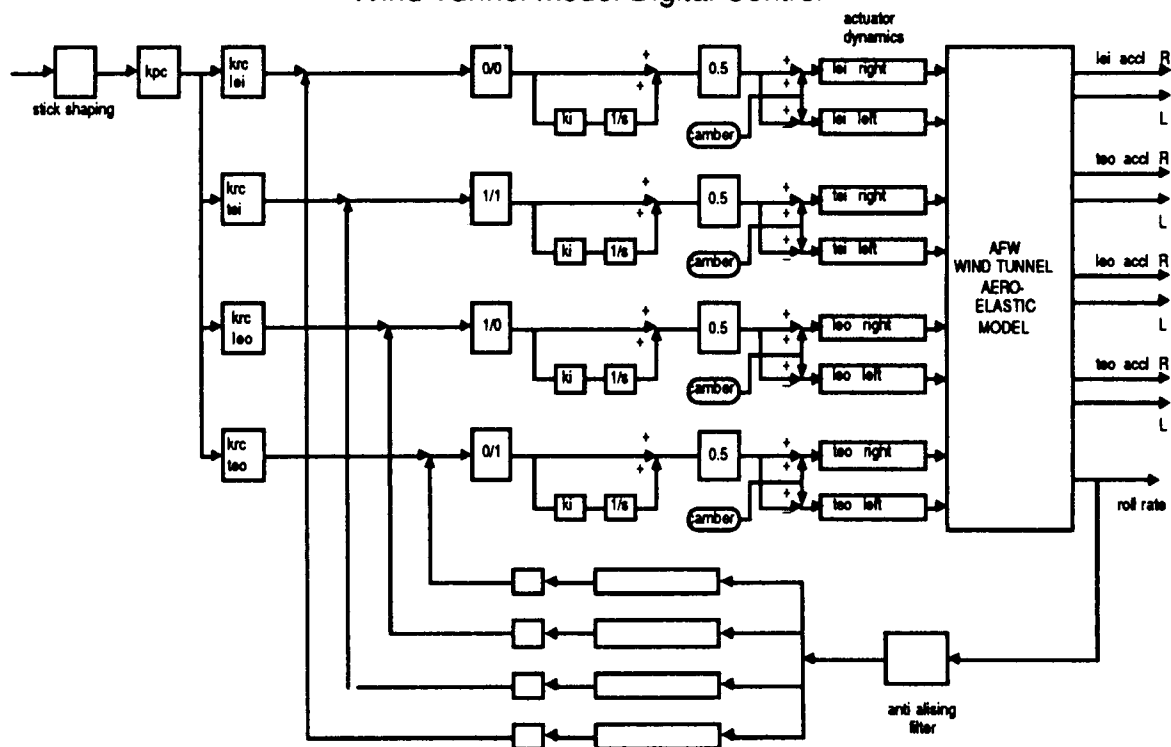 Wind Tunnel Model Digital Control
actuator
dynamics
stick shaping
kpc
krc
lei
0/0
ki
1/s
+
+
0.5
camber
+
+
+
−
lei right
lei left
krc
tei
1/1
ki
1/s
+
+
0.5
camber
+
+
+
−
tei right
tei left
krc
leo
1/0
ki
1/s
+
+
0.5
camber
+
+
+
−
leo right
leo left
krc
teo
0/1
ki
1/s
+
+
0.5
camber
+
+
+
−
teo right
teo left
AFW
WIND TUNNEL
AERO-
ELASTIC
MODEL
lei accl R
L
teo accl R
L
leo accl R
L
teo accl R
L
roll rate
anti alising
filter